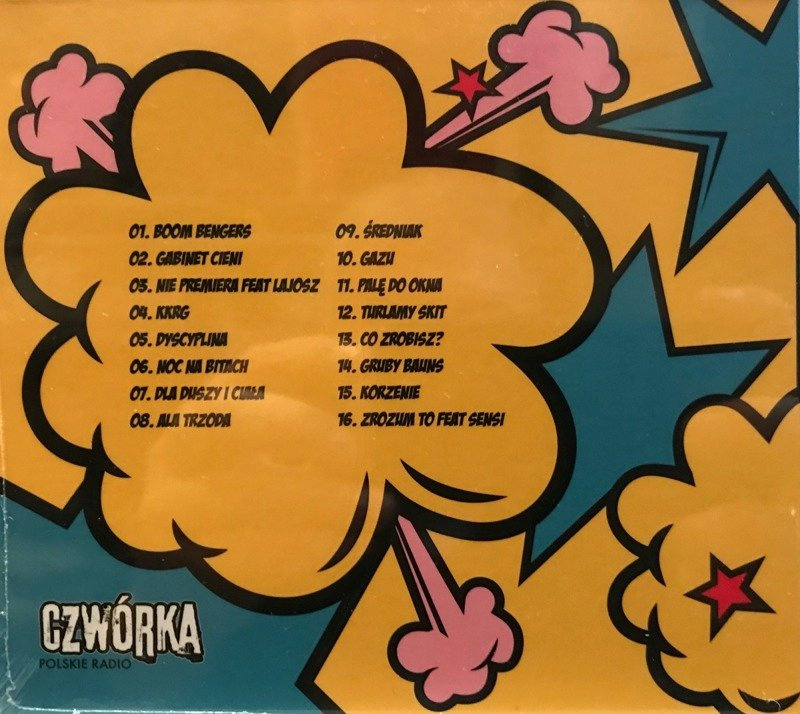 01. BOOM BENGERS
02. GABINET CIENI
03. NIE PREMIERA FEAT LAJOSZ
04. KKRG
05. DYSCYPLINA
06. NOC NA BITACH
07. DLA DUSZY I CIAŁA
08. ALA TRZODA
09. ŚREDNIAK
10. GAZU
11. PALĘ DO OKNA
12. TURLAMY SKIT
13. CO ZROBISZ?
14. GRUBY BAUNS
15. KORZENIE
16. ZROZUM TO FEAT SENSI
CZWÓRKA
POLSKIE RADIO